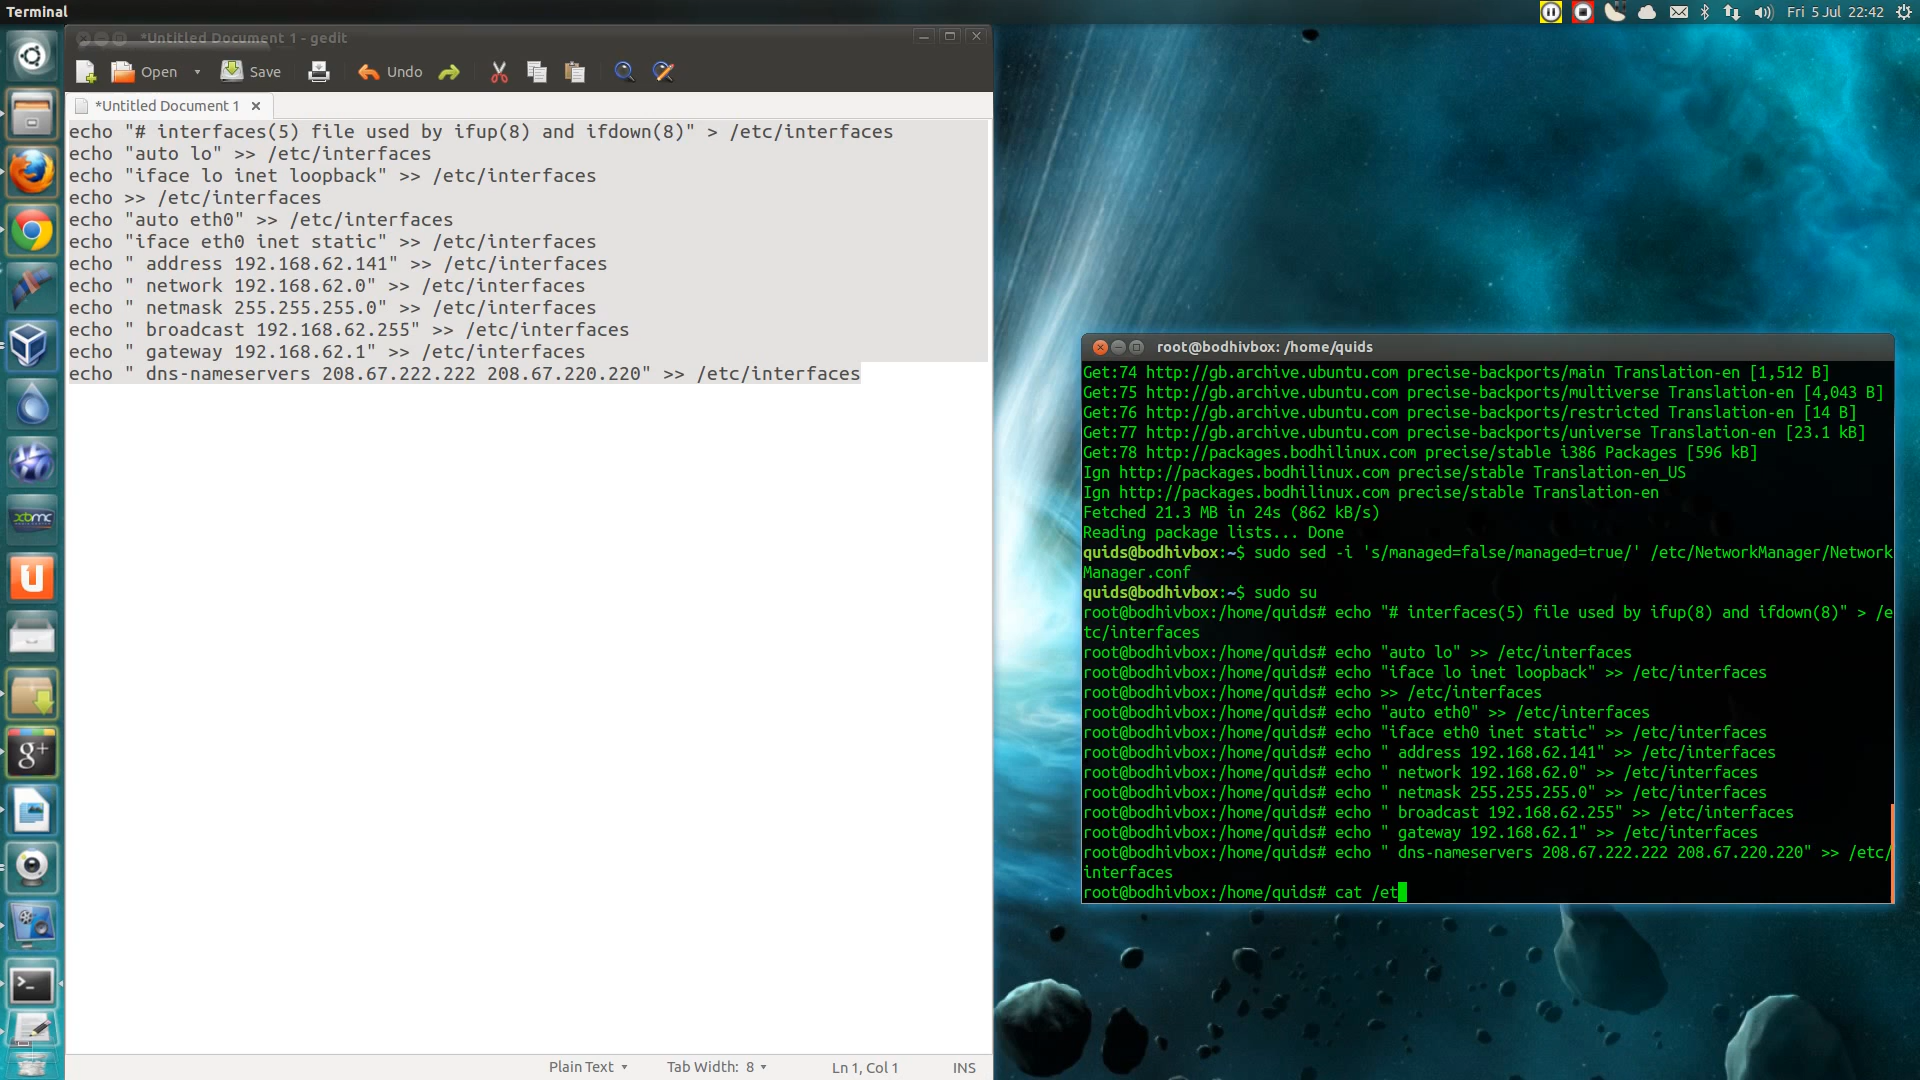 Terminal
Fri 5 Jul 22:42
*Untitled Document 1 - gedit
Open Save Undo
*Untitled Document 1
echo "# interfaces(5) file used by ifup(8) and ifdown(8)" > /etc/interfaces
echo "auto lo" >> /etc/interfaces
echo "iface lo inet loopback" >> /etc/interfaces
echo >> /etc/interfaces
echo "auto eth0" >> /etc/interfaces
echo "iface eth0 inet static" >> /etc/interfaces
echo " address 192.168.62.141" >> /etc/interfaces
echo " network 192.168.62.0" >> /etc/interfaces
echo " netmask 255.255.255.0" >> /etc/interfaces
echo " broadcast 192.168.62.255" >> /etc/interfaces
echo " gateway 192.168.62.1" >> /etc/interfaces
echo " dns-nameservers 208.67.222.222 208.67.220.220" >> /etc/interfaces
Plain Text Tab Width: 8 Ln 1, Col 1 INS
xbmc
g+
root@bodhivbox: /home/quids
Get:74 http://gb.archive.ubuntu.com precise-backports/main Translation-en [1,512 B]
Get:75 http://gb.archive.ubuntu.com precise-backports/multiverse Translation-en [4,043 B]
Get:76 http://gb.archive.ubuntu.com precise-backports/restricted Translation-en [14 B]
Get:77 http://gb.archive.ubuntu.com precise-backports/universe Translation-en [23.1 kB]
Get:78 http://packages.bodhilinux.com precise/stable i386 Packages [596 kB]
Ign http://packages.bodhilinux.com precise/stable Translation-en_US
Ign http://packages.bodhilinux.com precise/stable Translation-en
Fetched 21.3 MB in 24s (862 kB/s)
Reading package lists... Done
quids@bodhivbox:~$ sudo sed -i 's/managed=false/managed=true/' /etc/NetworkManager/Network
Manager.conf
quids@bodhivbox:~$ sudo su
root@bodhivbox:/home/quids# echo "# interfaces(5) file used by ifup(8) and ifdown(8)" > /e
tc/interfaces
root@bodhivbox:/home/quids# echo "auto lo" >> /etc/interfaces
root@bodhivbox:/home/quids# echo "iface lo inet loopback" >> /etc/interfaces
root@bodhivbox:/home/quids# echo >> /etc/interfaces
root@bodhivbox:/home/quids# echo "auto eth0" >> /etc/interfaces
root@bodhivbox:/home/quids# echo "iface eth0 inet static" >> /etc/interfaces
root@bodhivbox:/home/quids# echo " address 192.168.62.141" >> /etc/interfaces
root@bodhivbox:/home/quids# echo " network 192.168.62.0" >> /etc/interfaces
root@bodhivbox:/home/quids# echo " netmask 255.255.255.0" >> /etc/interfaces
root@bodhivbox:/home/quids# echo " broadcast 192.168.62.255" >> /etc/interfaces
root@bodhivbox:/home/quids# echo " gateway 192.168.62.1" >> /etc/interfaces
root@bodhivbox:/home/quids# echo " dns-nameservers 208.67.222.222 208.67.220.220" >> /etc/
interfaces
root@bodhivbox:/home/quids# cat /et